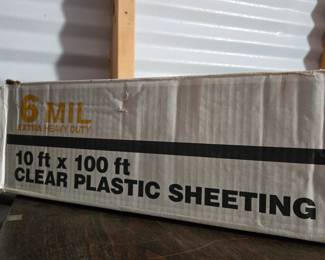 6 MIL
EXTRA HEAVY DUTY
10 ft x 100 ft
CLEAR PLASTIC SHEETING